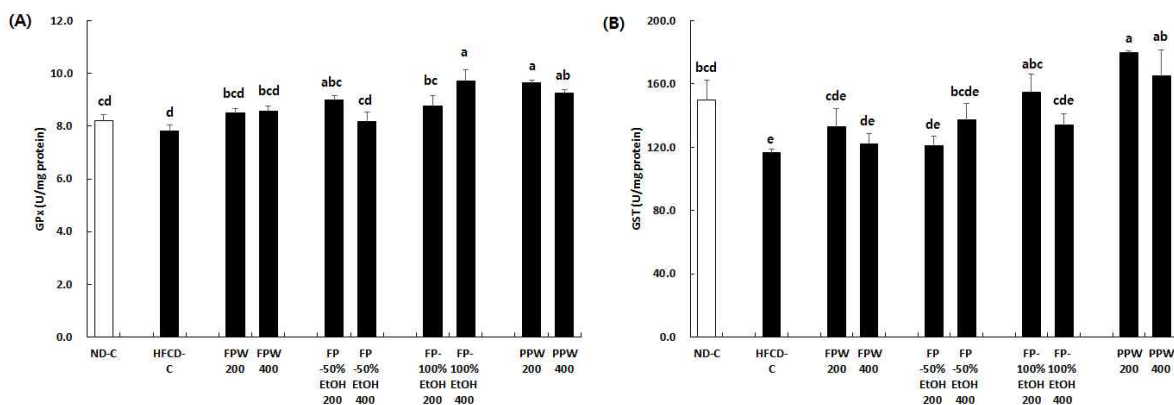 (A)
GPx (U/mg protein)
12.0
10.0
8.0
6.0
4.0
2.0
0.0
cd
d
bcd
bcd
abc
cd
bc
a
a
ab
ND-C
HFCD-
C
FPW
200
FPW
400
FP
-50%
EtOH
200
FP
-50%
EtOH
400
FP-
100%
EtOH
200
FP-
100%
EtOH
400
PPW
200
PPW
400
(B)
GST (U/mg protein)
200.0
160.0
120.0
80.0
40.0
0.0
bcd
e
cde
de
de
bcde
abc
cde
a
ab
ND-C
HFCD-
C
FPW
200
FPW
400
FP
-50%
EtOH
200
FP
-50%
EtOH
400
FP-
100%
EtOH
200
FP-
100%
EtOH
400
PPW
200
PPW
400